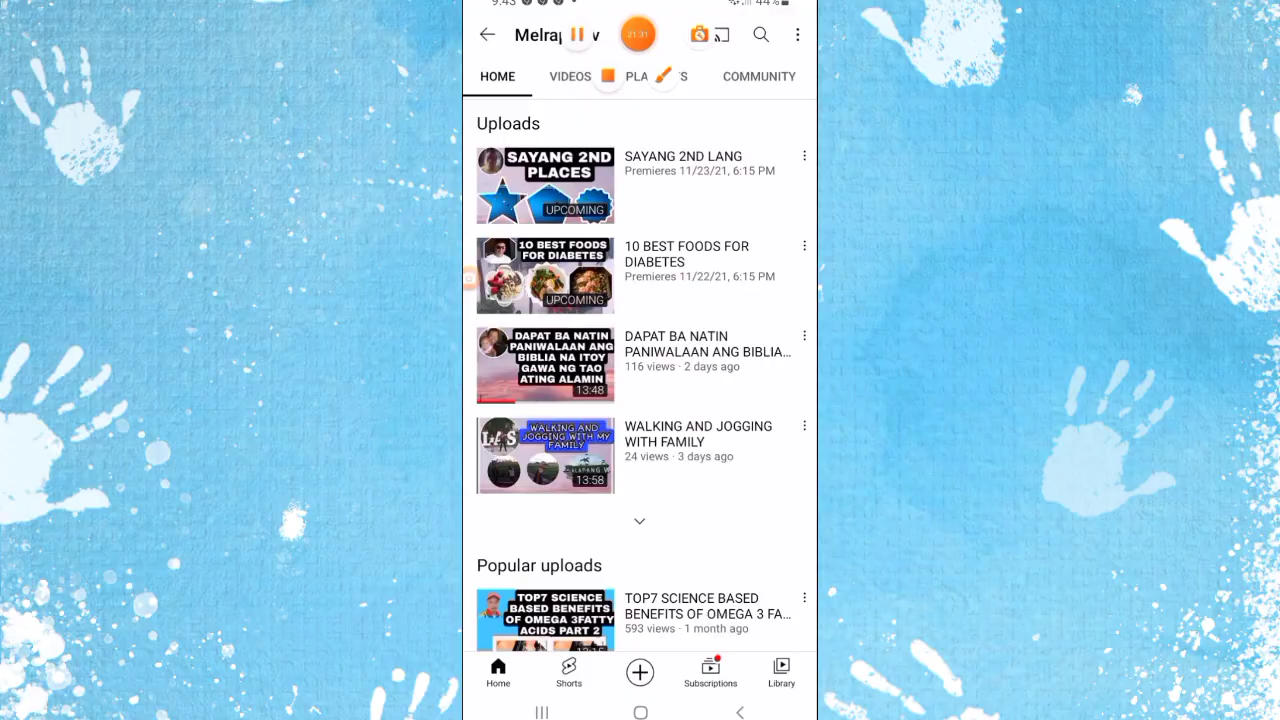 9:43 44%
21:31
HOME VIDEOS COMMUNITY
Uploads
SAYANG 2ND
PLACES
UPCOMING
SAYANG 2ND LANG
Premieres 11/23/21, 6:15 PM
10 BEST FOODS
FOR DIABETES
UPCOMING
10 BEST FOODS FOR
DIABETES
Premieres 11/22/21, 6:15 PM
DAPAT BA NATIN
PANIWALAAN ANG
BIBLIA NA ITOY
GAWA NG TAO
ATING ALAMIN
13:48
DAPAT BA NATIN
PANIWALAAN ANG BIBLIA...
116 views · 2 days ago
WALKING AND
JOGGING WITH MY
FAMILY
13:58
WALKING AND JOGGING
WITH FAMILY
24 views · 3 days ago
Popular uploads
TOP7 SCIENCE
BASED BENEFITS
OF OMEGA 3FATTY
ACIDS PART 2
TOP7 SCIENCE BASED
BENEFITS OF OMEGA 3 FA...
593 views · 1 month ago
Home Shorts Subscriptions Library